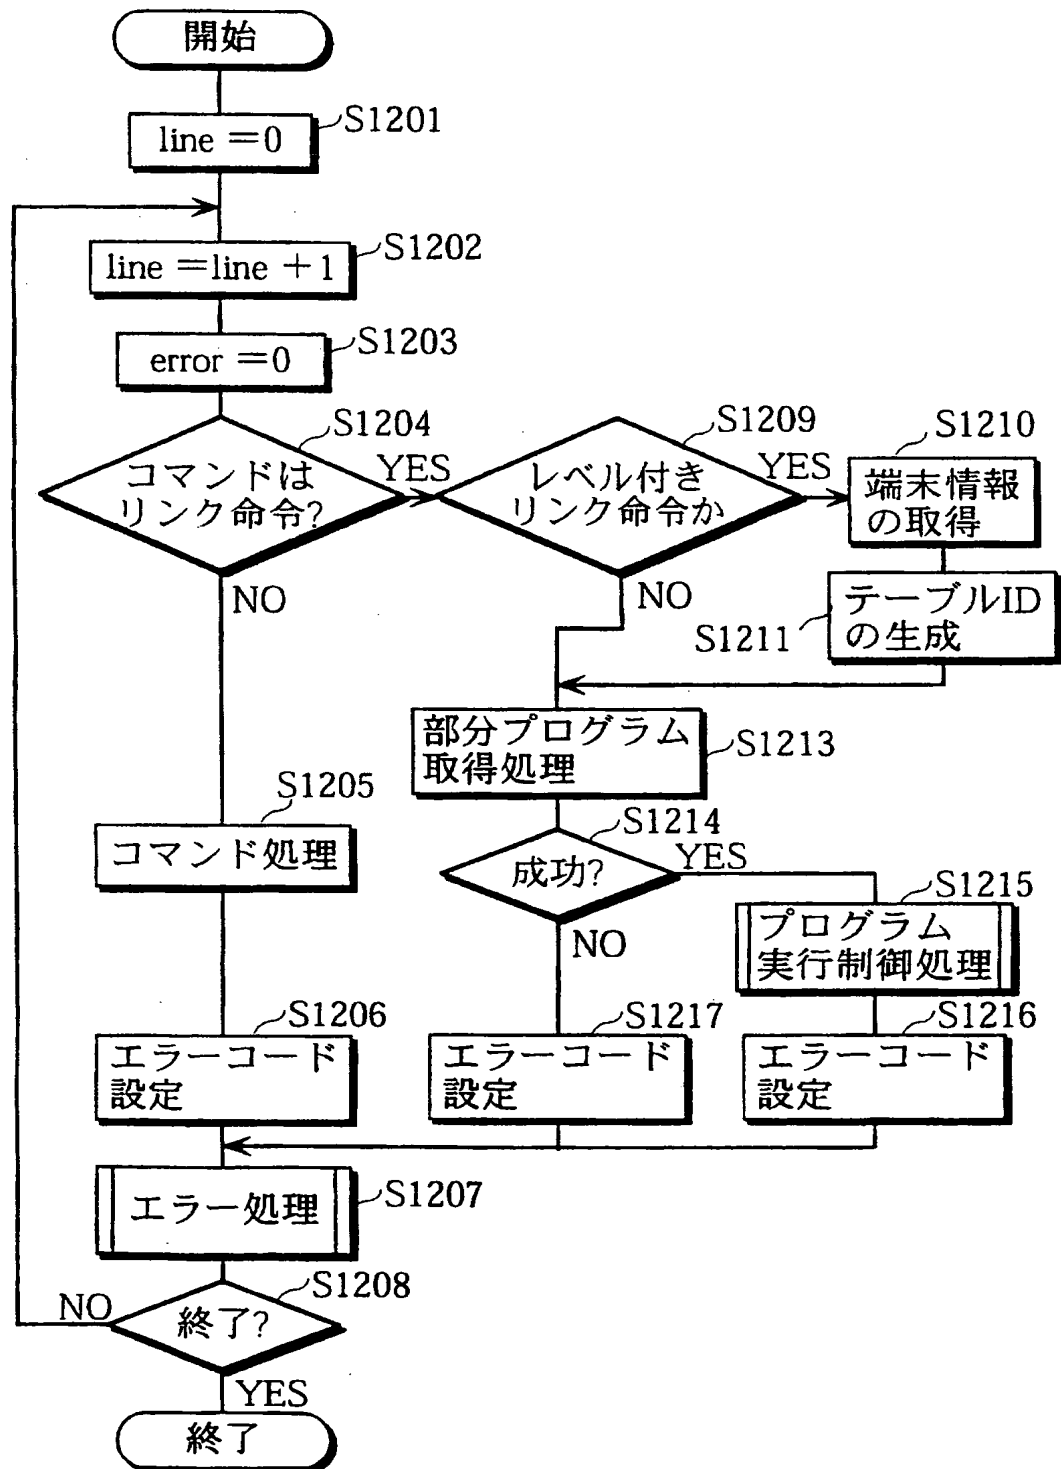 開始
S1201
line =0
S1202
line =line +1
S1203
error =0
S1204
コマンドは
リンク命令?
YES
NO
S1209
レベル付き
リンク命令か
YES
NO
S1210
端末情報
の取得
S1211
テーブルID
の生成
部分プログラム
取得処理
S1213
S1205
コマンド処理
S1214
成功?
YES
NO
S1215
プログラム
実行制御処理
S1206
エラーコード
設定
S1217
エラーコード
設定
S1216
エラーコード
設定
エラー処理
S1207
S1208
終了?
NO
YES
終了